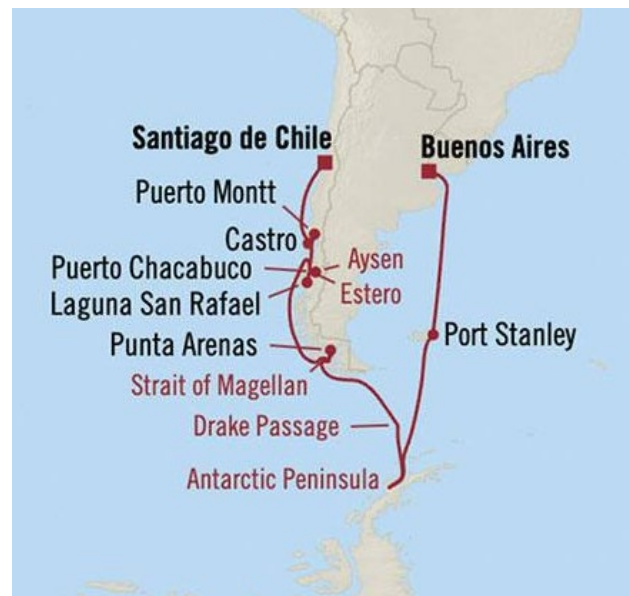 Santiago de Chile
Buenos Aires
Puerto Montt
Castro
Puerto Chacabuco
Aysen
Estero
Laguna San Rafael
Port Stanley
Punta Arenas
Strait of Magellan
Drake Passage
Antarctic Peninsula